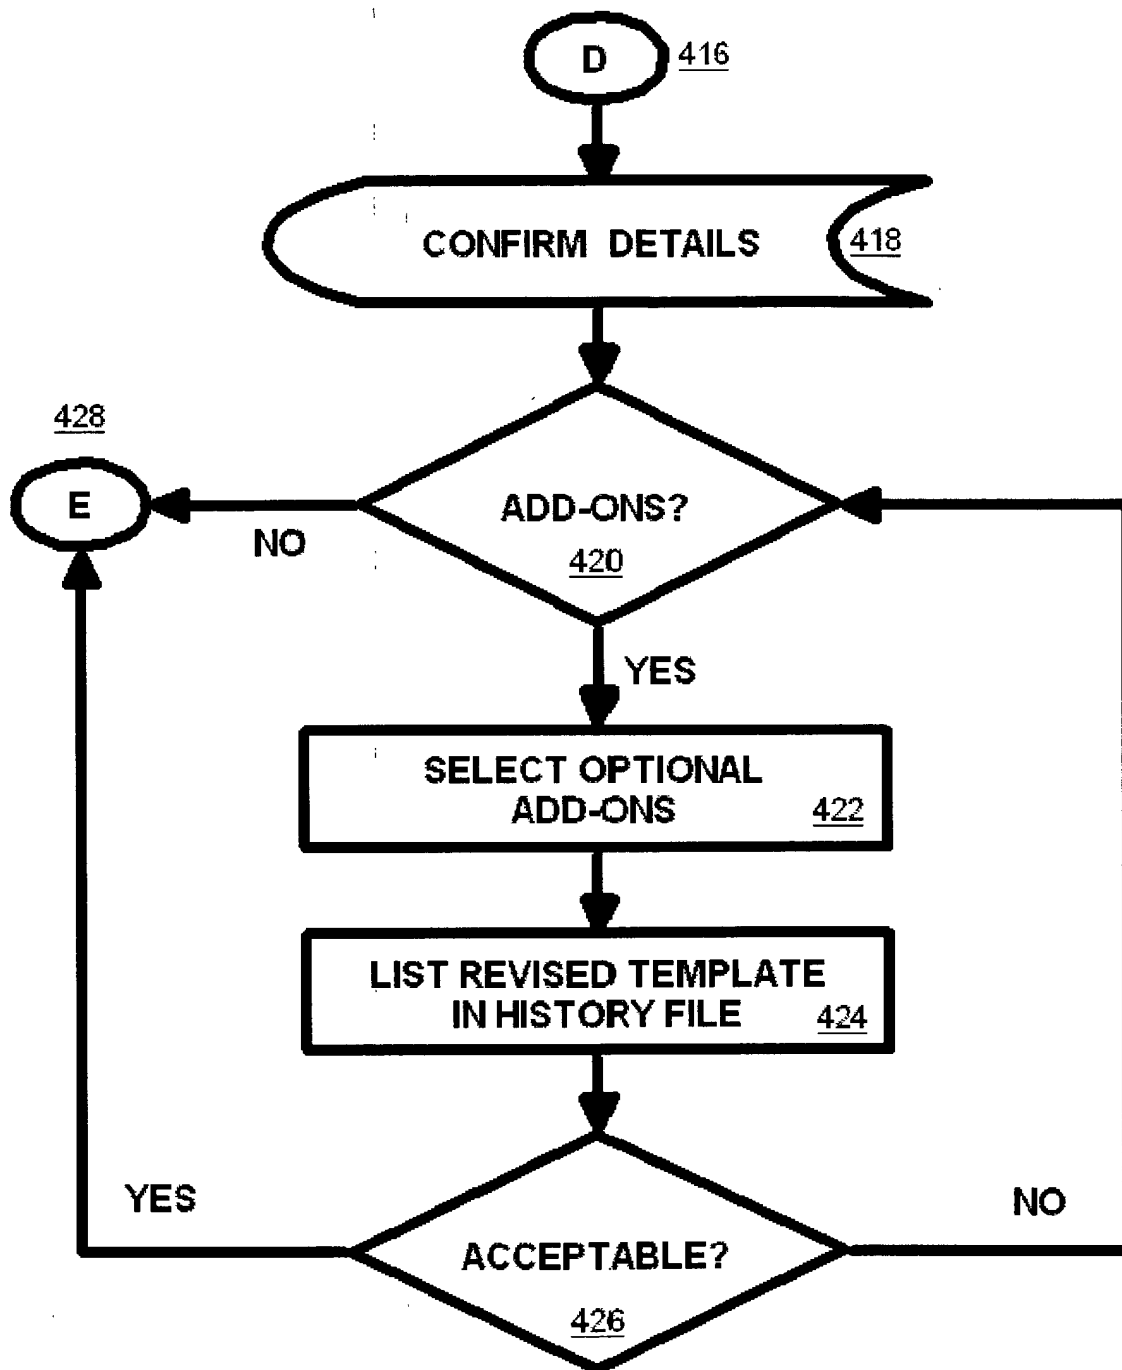 D
416
CONFIRM DETAILS
418
428
E
NO
ADD-ONS?
420
YES
SELECT OPTIONAL
ADD-ONS
422
LIST REVISED TEMPLATE
IN HISTORY FILE
424
YES
NO
ACCEPTABLE?
426